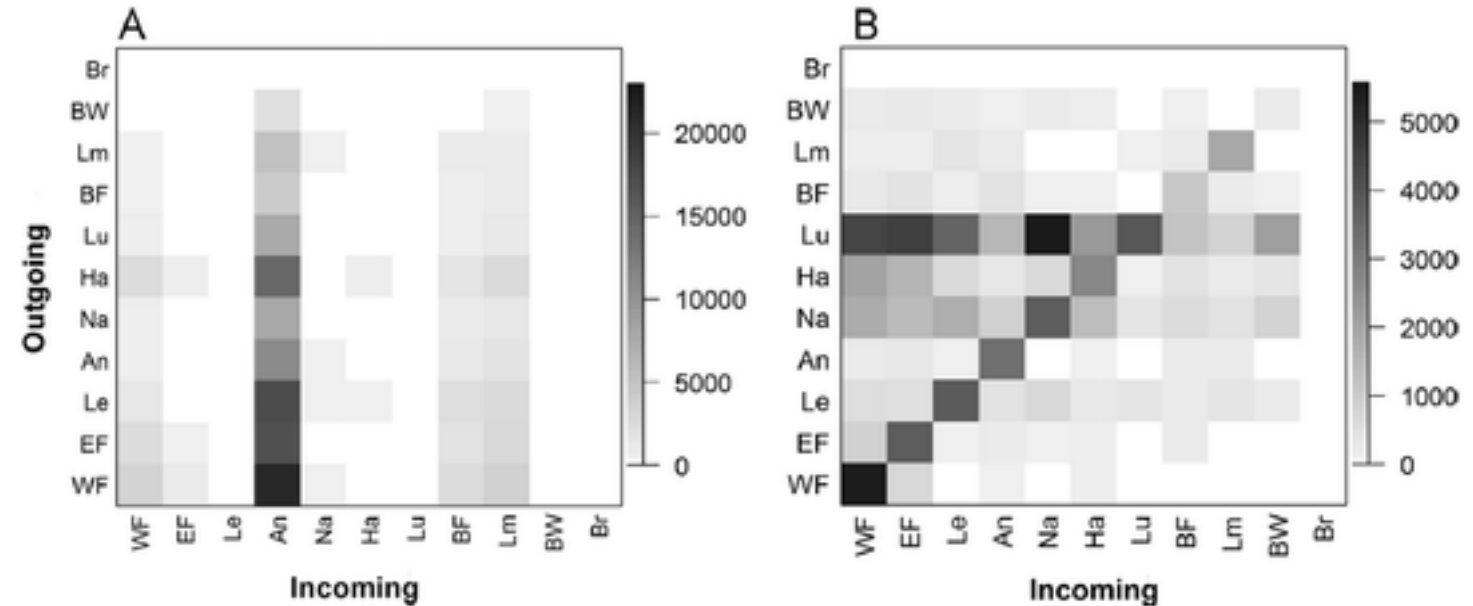 A
Br
BW
Lm
BF
Lu
Ha
Na
An
Le
EF
WF
Outgoing
20000
15000
10000
5000
0
WF EF Le An Na Ha Lu BF Lm BW Br
Incoming
B
Br
BW
Lm
BF
Lu
Ha
Na
An
Le
EF
WF
5000
4000
3000
2000
1000
0
WF EF Le An Na Ha Lu BF Lm BW Br
Incoming